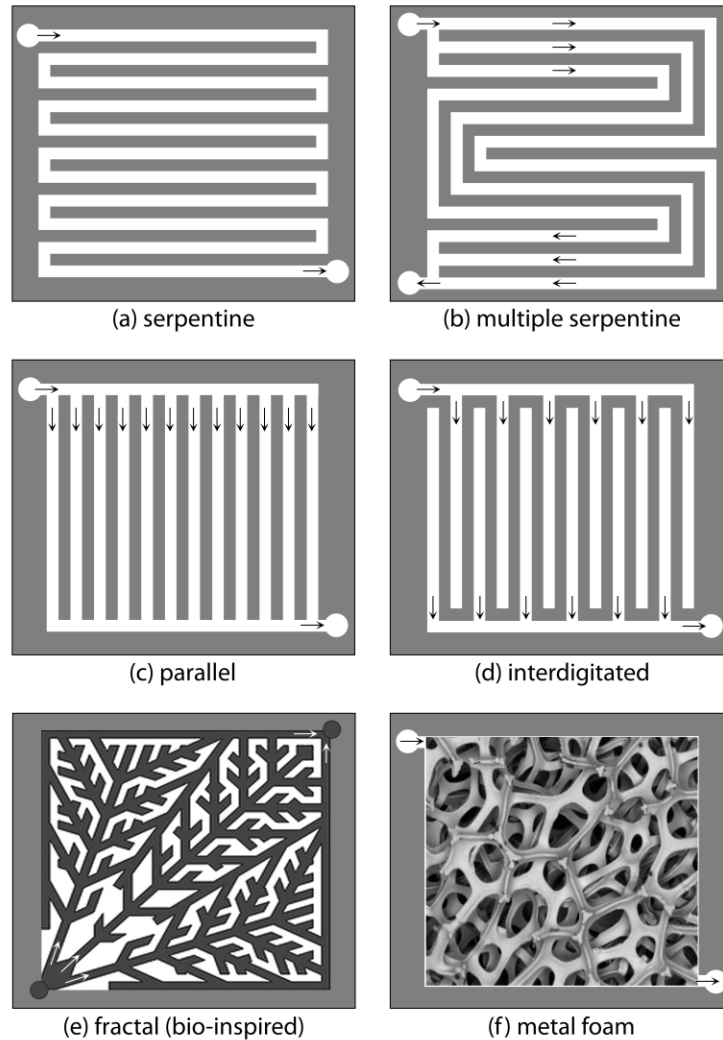 (a) serpentine
(b) multiple serpentine
(c) parallel
(d) interdigitated
(e) fractal (bio-inspired)
(f) metal foam